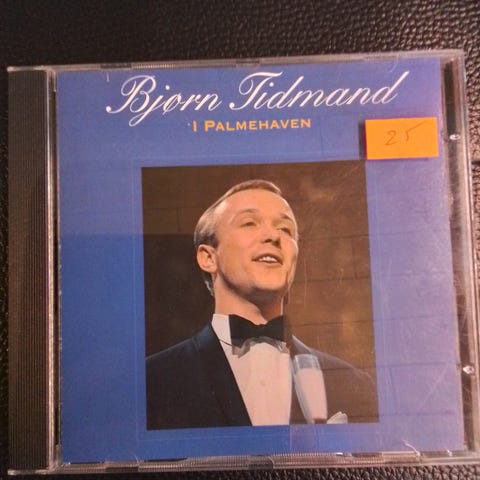 Bjørn Tidmand
I PALMEHAVEN
25